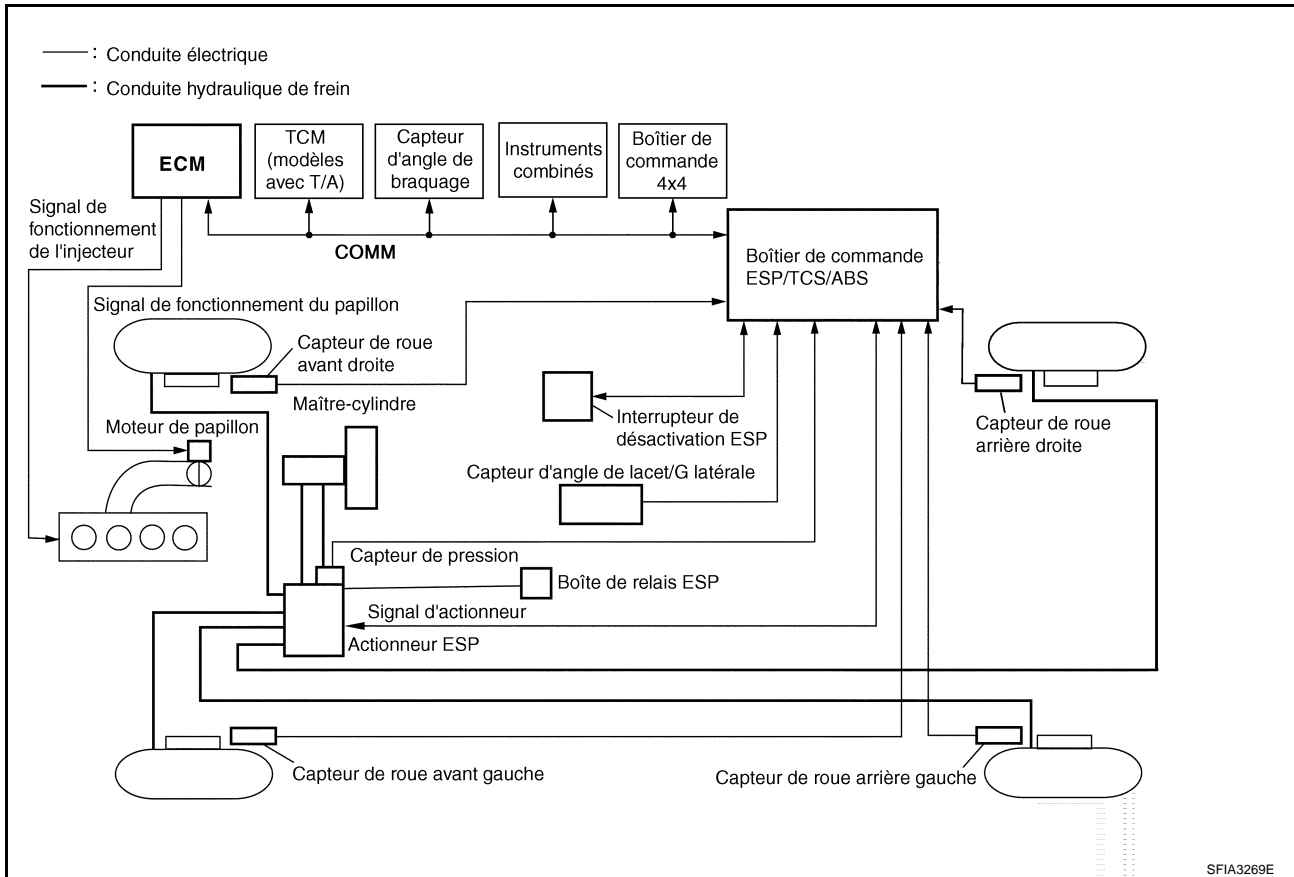 : Conduite électrique
: Conduite hydraulique de frein
ECM
TCM
(modèles
avec T/A)
Capteur
d'angle de
braquage
Instruments
combinés
Boîtier de
commande
4x4
Signal de
fonctionnement
de l'injecteur
COMM
Boîtier de commande
ESP/TCS/ABS
Signal de fonctionnement du papillon
Capteur de roue
avant droite
Maître-cylindre
Moteur de papillon
Interrupteur de
désactivation ESP
Capteur de roue
arrière droite
Capteur d'angle de lacet/G latérale
Capteur de pression
Boîte de relais ESP
Signal d'actionneur
Actionneur ESP
Capteur de roue avant gauche
Capteur de roue arrière gauche
SFIA3269E